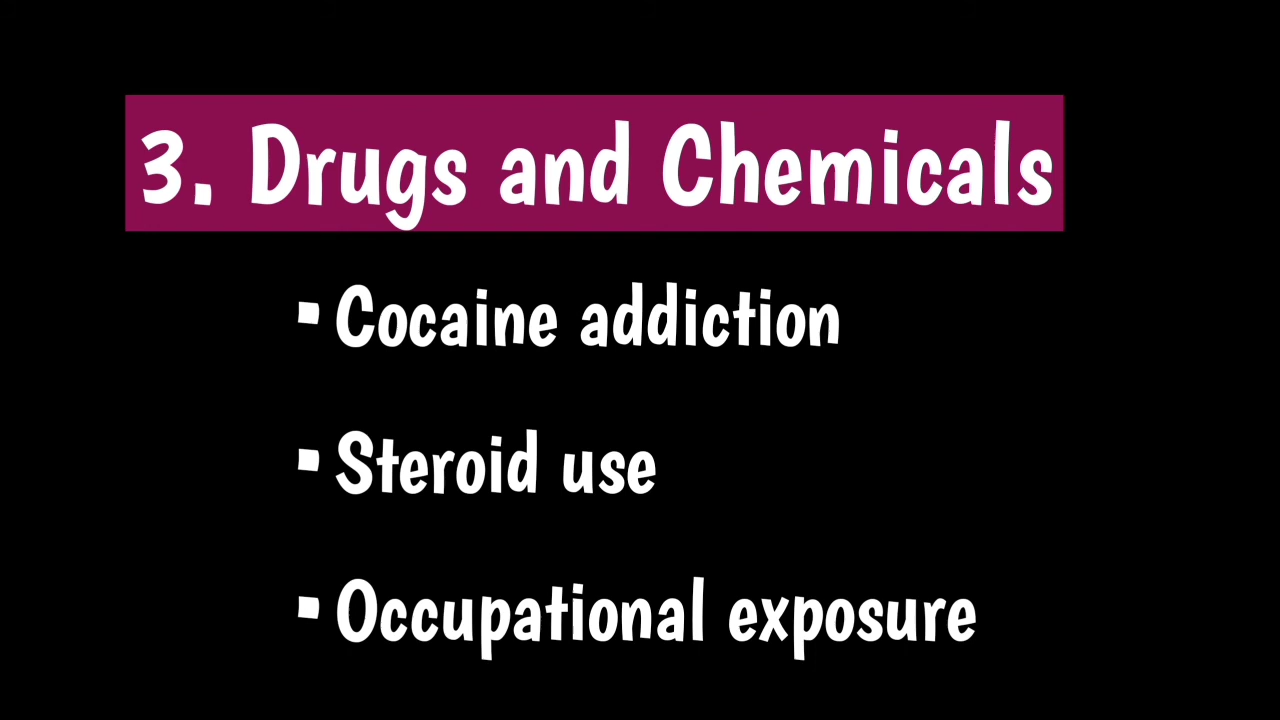 3. Drugs and Chemicals
▪ Cocaine addiction
▪ Steroid use
▪ Occupational exposure